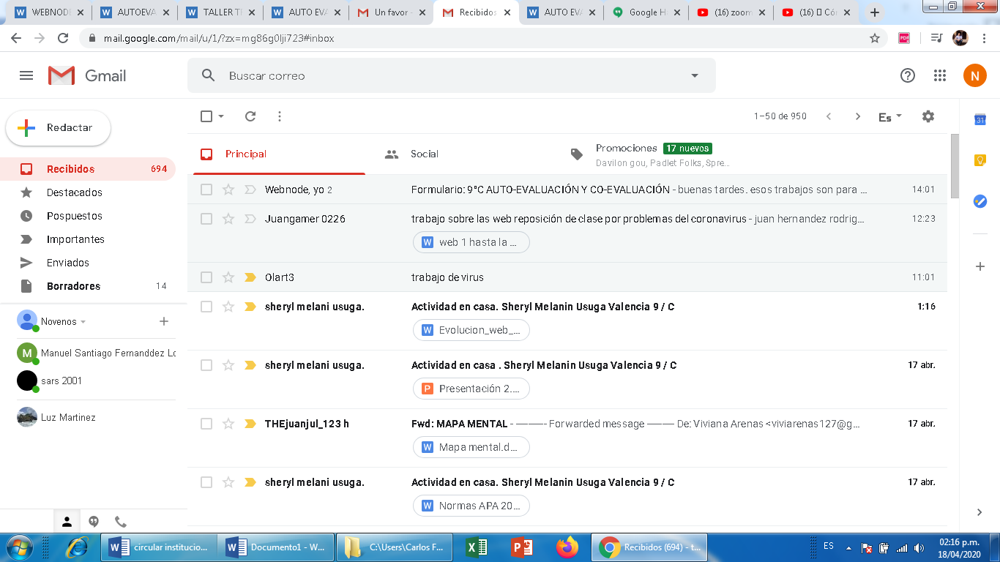 WEBNODE
AUTOEVA
TALLER TE
AUTO EVA
Un favor -
Recibidos
AUTO EVA
Google H
(16) zoom
(16) Có
mail.google.com/mail/u/1/?zx=mg86g0lji723#inbox
Gmail
Buscar correo
N
Redactar
1–50 de 950
Es
31
Principal
Social
Promociones 17 nuevos
Davilon gou, Padlet Folks, Spre...
Recibidos 694
Destacados
Pospuestos
Importantes
Enviados
Borradores 14
Novenos
M Manuel Santiago Fernanddez Lo
sars 2001
Luz Martinez
Webnode, yo 2 Formulario: 9°C AUTO-EVALUACIÓN Y CO-EVALUACIÓN - buenas tardes. esos trabajos son para ... 14:01
Juangamer 0226 trabajo sobre las web reposición de clase por problemas del coronavirus - juan hernandez rodrig... 12:23
W web 1 hasta la ...
Olart3 trabajo de virus 11:01
sheryl melani usuga. Actividad en casa. Sheryl Melanin Usuga Valencia 9 / C 1:16
W Evolucion_web_...
sheryl melani usuga. Actividad en casa . Sheryl Melanin Usuga Valencia 9 / C 17 abr.
P Presentación 2....
THEjuanjul_123 h Fwd: MAPA MENTAL - ---------- Forwarded message --------- De: Viviana Arenas <viviarenas127@g... 17 abr.
W Mapa mental.d...
sheryl melani usuga. Actividad en casa. Sheryl Melanin Usuga Valencia 9 / C 17 abr.
W Normas APA 20...
circular institucio...
Documento1 - W...
C:\Users\Carlos F...
Recibidos (694) - t...
ES
02:16 p.m.
18/04/2020